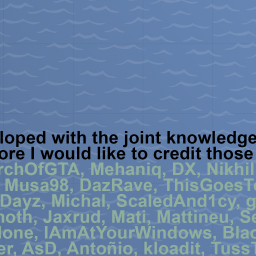 loped with the joint knowledge
ore I would like to credit those
rchOfGTA, Mehaniq, DX, Nikhil
Musa98, DazRave, ThisGoesTo
Dayz, Michal, ScaledAnd1cy, g
noth, Jaxrud, Mati, Mattineu, Se
lone, IAmAtYourWindows, Blac
er, AsD, Antoñio, kloadit, TussT